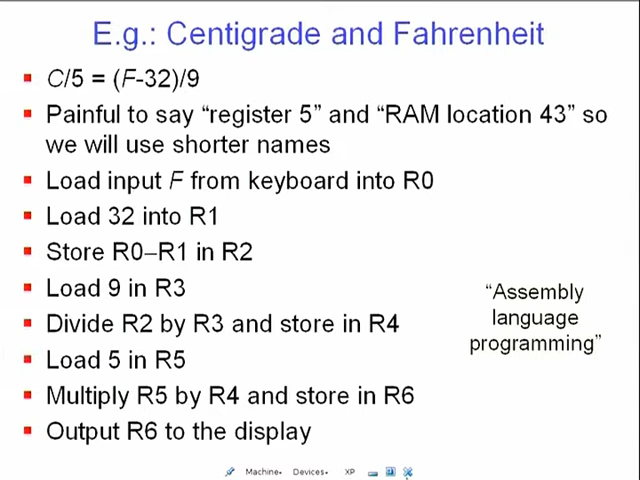 E.g.: Centigrade and Fahrenheit
C/5 = (F-32)/9
Painful to say “register 5” and “RAM location 43” so
we will use shorter names
Load input F from keyboard into R0
Load 32 into R1
Store R0–R1 in R2
Load 9 in R3
Divide R2 by R3 and store in R4
Load 5 in R5
Multiply R5 by R4 and store in R6
Output R6 to the display
“Assembly
language
programming”
Machine Devices XP